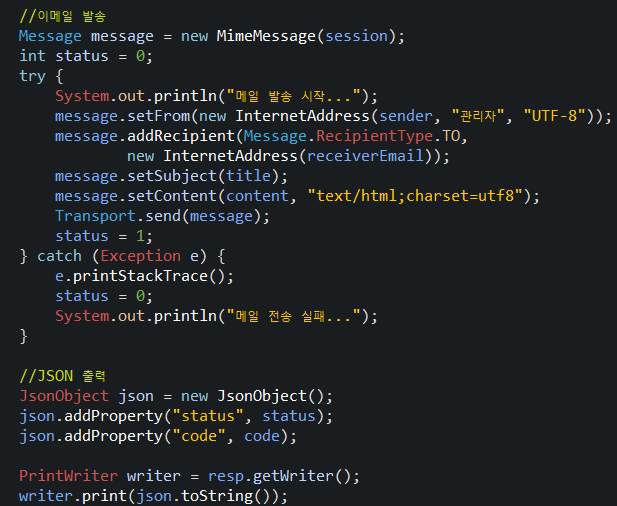 //이메일 발송
Message message = new MimeMessage(session);
int status = 0;
try {
    System.out.println("메일 발송 시작...");
    message.setFrom(new InternetAddress(sender, "관리자", "UTF-8"));
    message.addRecipient(Message.RecipientType.TO,
            new InternetAddress(receiverEmail));
    message.setSubject(title);
    message.setContent(content, "text/html;charset=utf8");
    Transport.send(message);
    status = 1;
} catch (Exception e) {
    e.printStackTrace();
    status = 0;
    System.out.println("메일 전송 실패...");
}

//JSON 출력
JsonObject json = new JsonObject();
json.addProperty("status", status);
json.addProperty("code", code);

PrintWriter writer = resp.getWriter();
writer.print(json.toString());